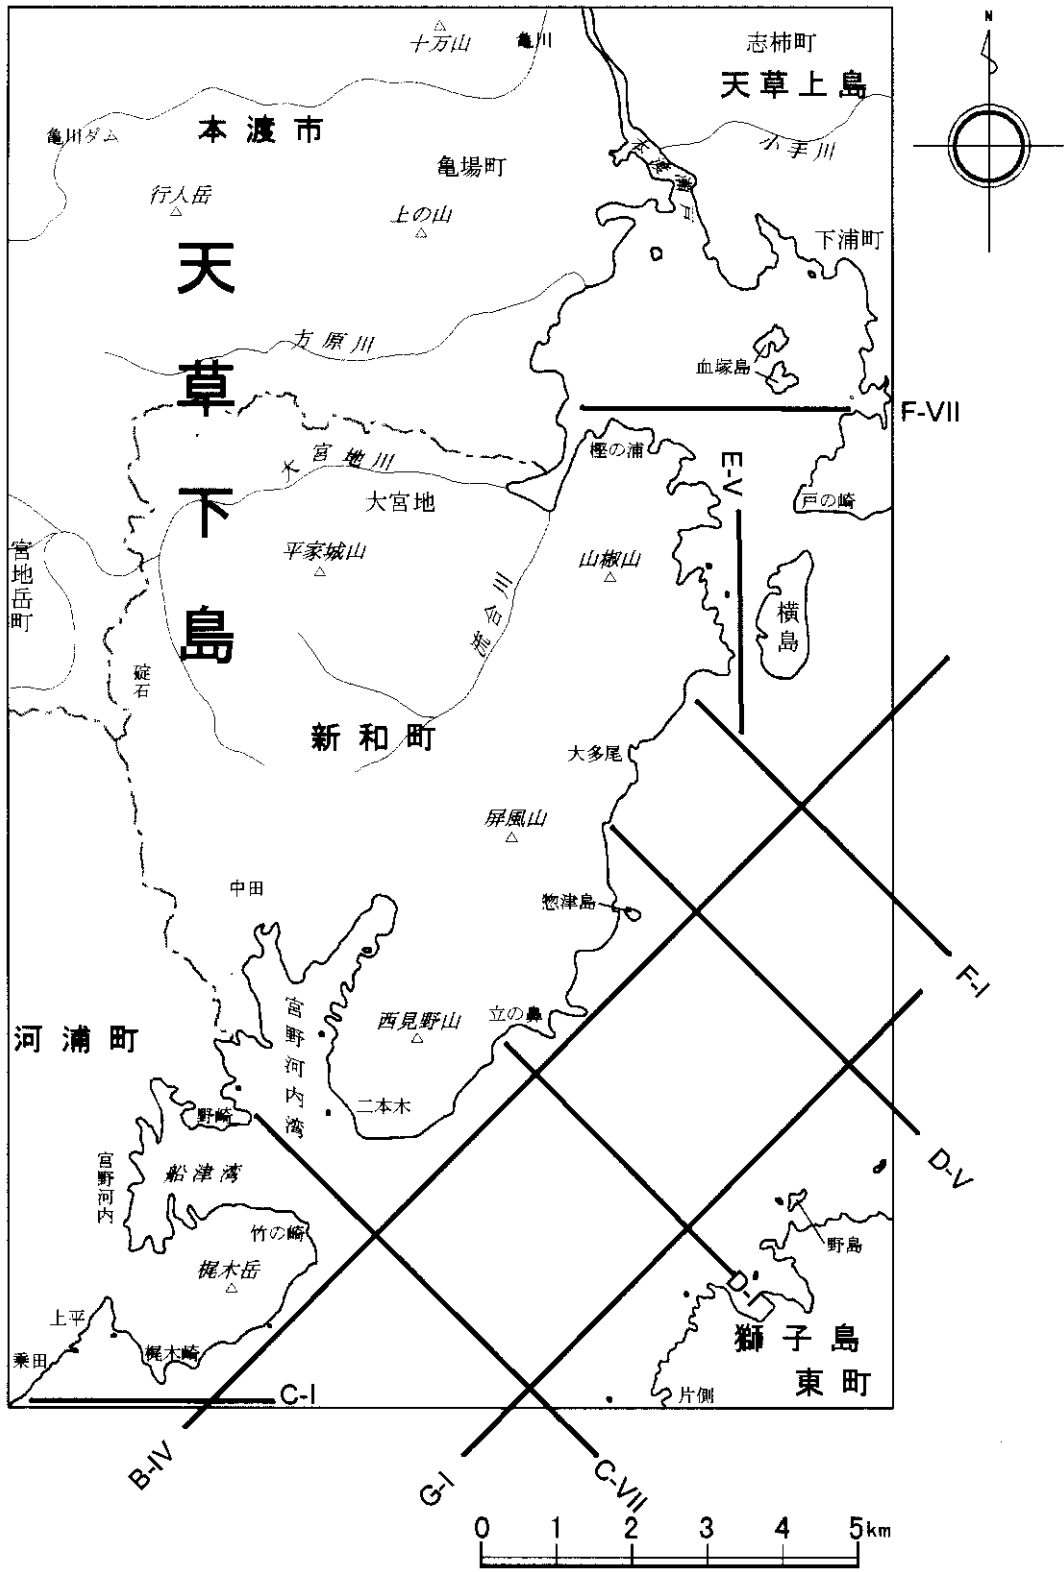 N
十万山
亀川
志柿町
天草上島
亀川ダム
本渡市
亀場町
本渡瀬戸
小手川
行人岳
上の山
下浦町
天草下島
方原川
血塚島
F-VII
大宮地川
樫の浦
E-V
大宮地
戸の崎
宮地岳町
平家城山
山椒山
流合川
横島
碇石
新和町
大多尾
屏風山
中田
惣津島
F-I
宮野河内湾
西見野山
立の鼻
河浦町
野崎
二本木
D-V
宮野河内
船津湾
竹の崎
野島
梶木岳
D-I
上平
獅子島
乗田
梶木崎
東町
片側
C-I
B-IV
G-I
C-VII
0 1 2 3 4 5km